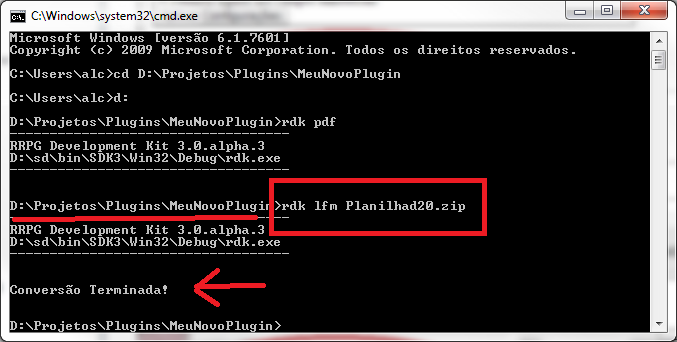 C:\Windows\system32\cmd.exe
Microsoft Windows [versão 6.1.7601]
Copyright (c) 2009 Microsoft Corporation. Todos os direitos reservados.
C:\Users\alc>cd D:\Projetos\Plugins\MeuNovoPlugin
C:\Users\alc>d:
D:\Projetos\Plugins\MeuNovoPlugin>rdk pdf
----------------------------------
RRPG Development Kit 3.0.alpha.3
D:\sd\bin\SDK3\Win32\Debug\rdk.exe
----------------------------------
D:\Projetos\Plugins\MeuNovoPlugin>rdk lfm Planilhad20.zip
----------------------------------
RRPG Development Kit 3.0.alpha.3
D:\sd\bin\SDK3\Win32\Debug\rdk.exe
----------------------------------
Conversão Terminada!
D:\Projetos\Plugins\MeuNovoPlugin>